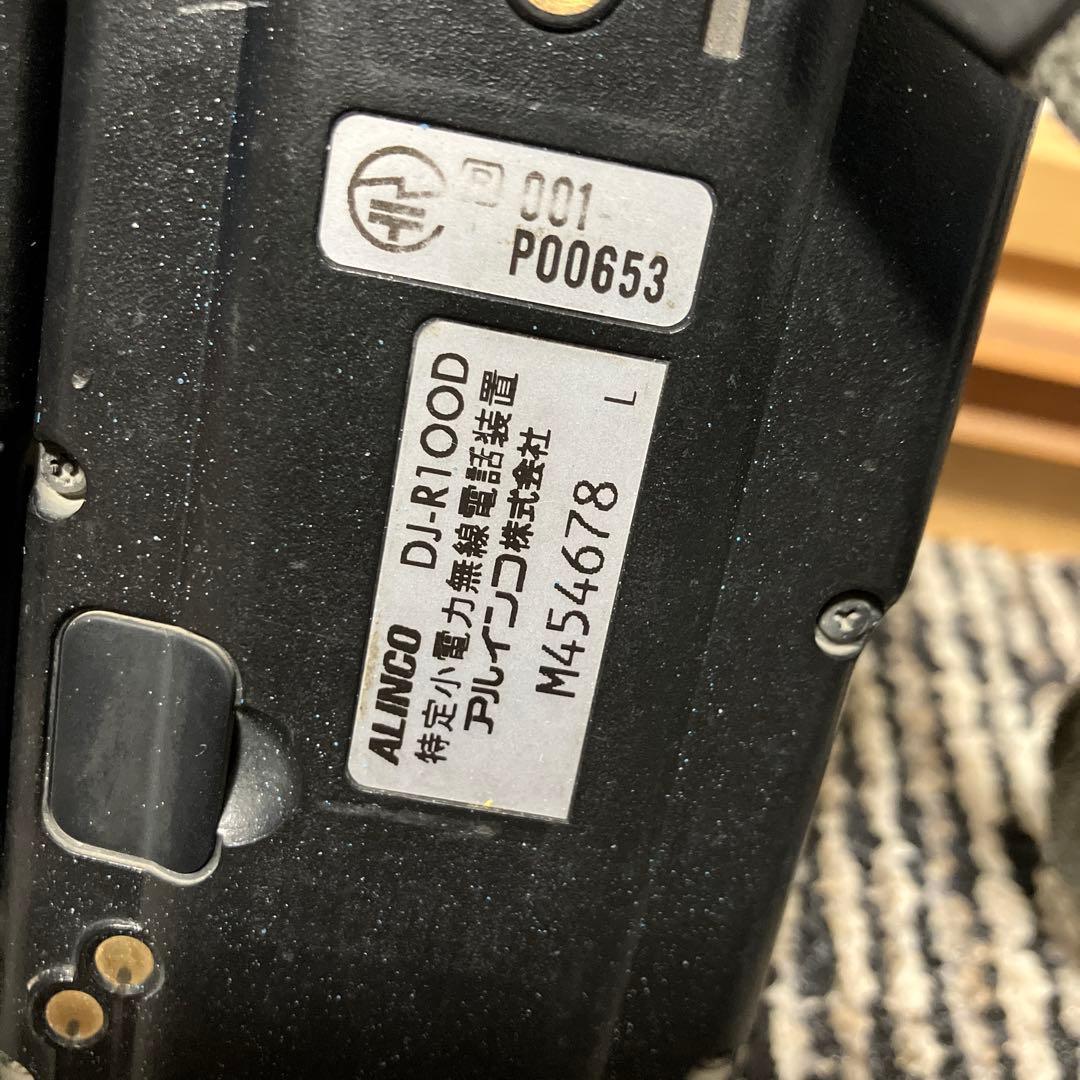 回 001-
P00653
ALINCO DJ-R100D
特定小電力無線電話装置
アルインコ株式会社
M454678 L